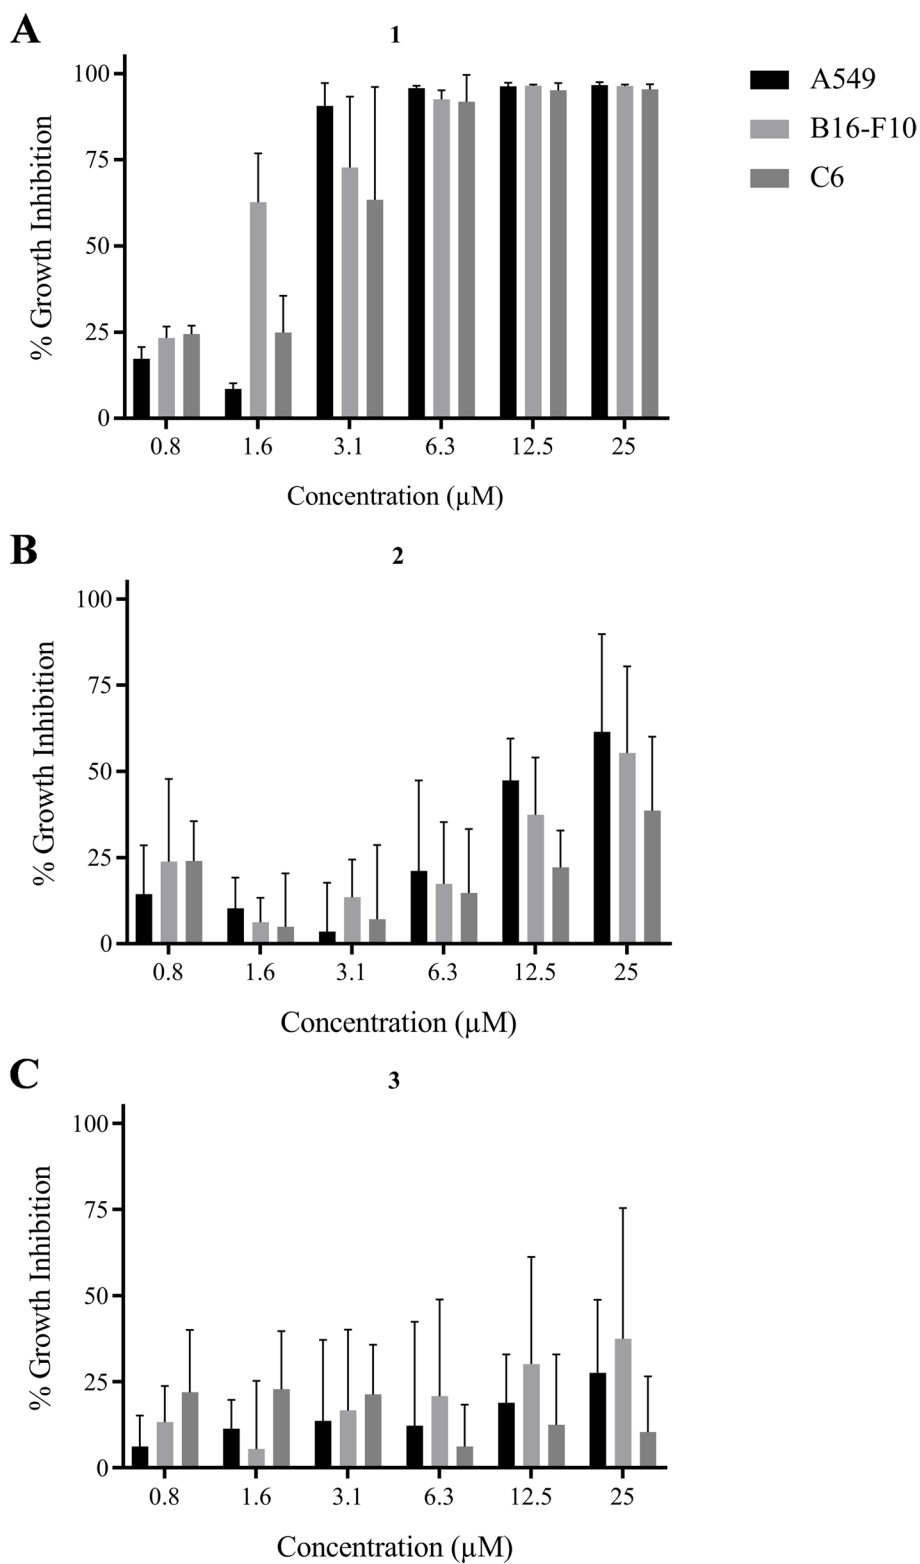 A
1
100
75
50
25
0
% Growth Inhibition
0.8 1.6 3.1 6.3 12.5 25
Concentration (µM)
A549
B16-F10
C6
B
2
100
75
50
25
0
% Growth Inhibition
0.8 1.6 3.1 6.3 12.5 25
Concentration (µM)
C
3
100
75
50
25
0
% Growth Inhibition
0.8 1.6 3.1 6.3 12.5 25
Concentration (µM)